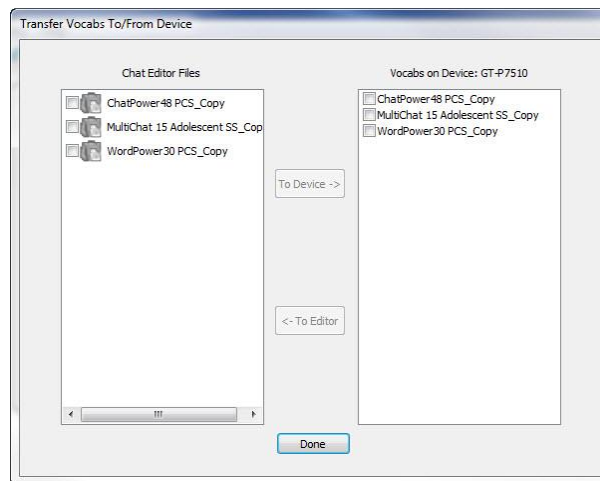 Transfer Vocabs To/From Device
Chat Editor Files
ChatPower48 PCS_Copy
MultiChat 15 Adolescent SS_Cop
WordPower30 PCS_Copy
To Device ->
<- To Editor
Vocabs on Device: GT-P7510
ChatPower48 PCS_Copy
MultiChat 15 Adolescent SS_Copy
WordPower30 PCS_Copy
Done